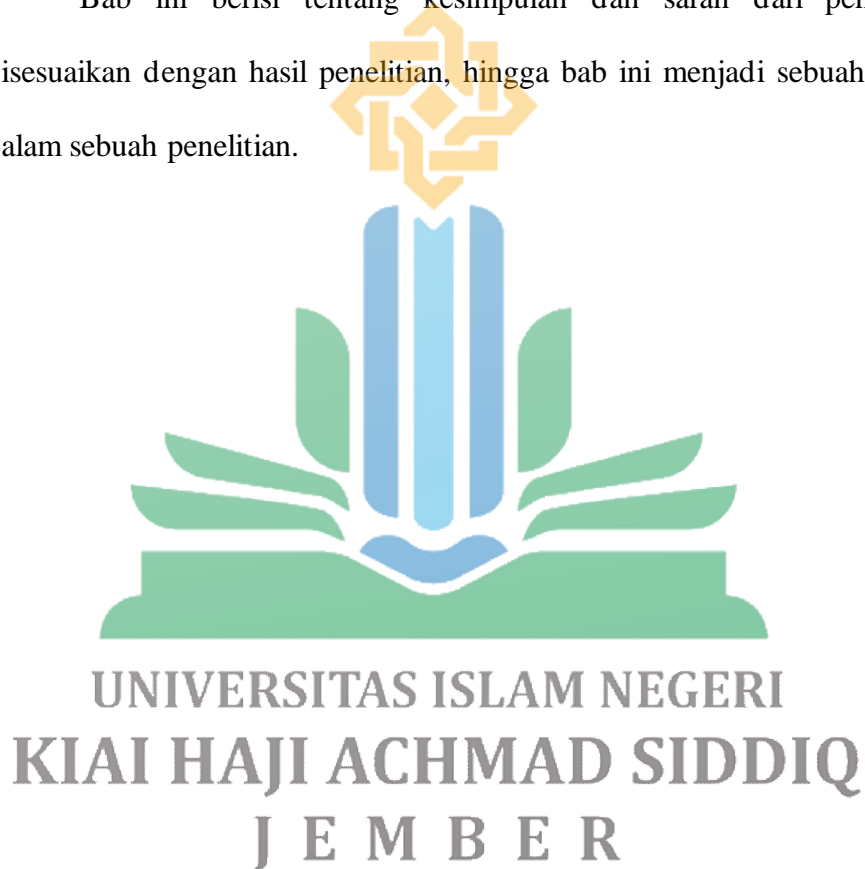 Bab ini berisi tentang kesimpulan dan saran dari pen
isesuaikan dengan hasil penelitian, hingga bab ini menjadi sebuah
alam sebuah penelitian.
UNIVERSITAS ISLAM NEGERI
KIAI HAJI ACHMAD SIDDIQ
J E M B E R